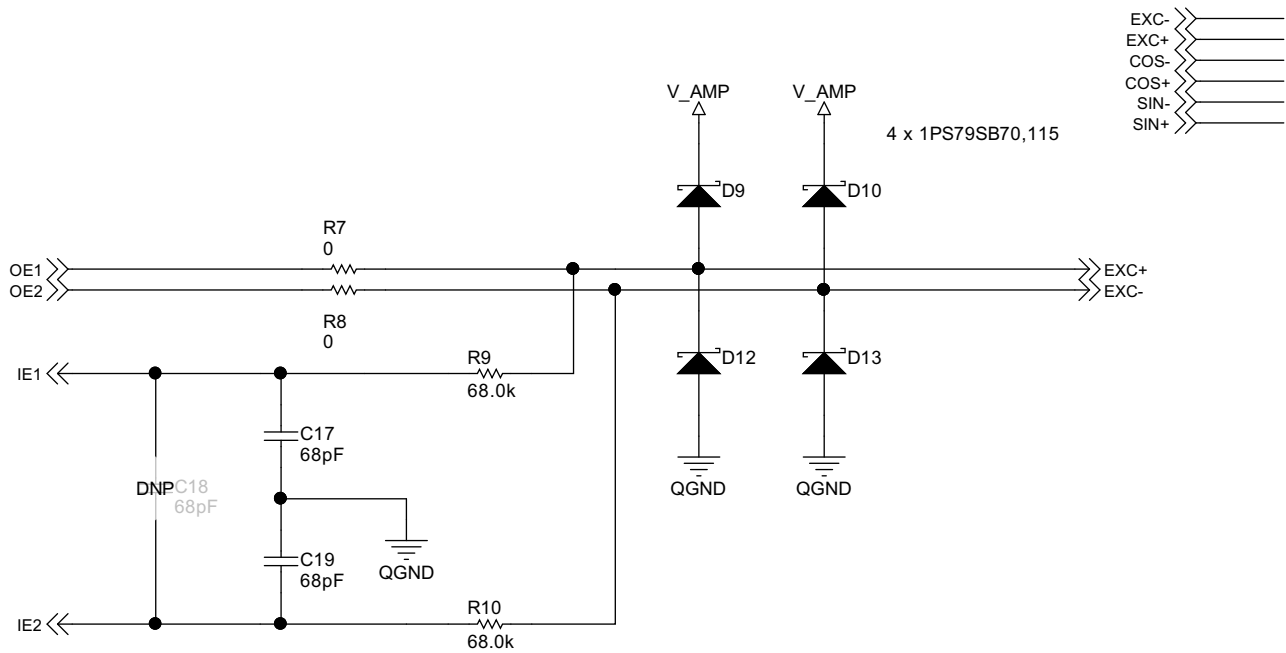 EXC-
EXC+
COS-
COS+
SIN-
SIN+
V_AMP
V_AMP
4 x 1PS79SB70,115
D9
D10
R7
0
OE1
EXC+
OE2
EXC-
R8
0
R9
68.0k
D12
D13
IE1
C17
68pF
DNP
C18
68pF
QGND
QGND
QGND
C19
68pF
R10
68.0k
IE2